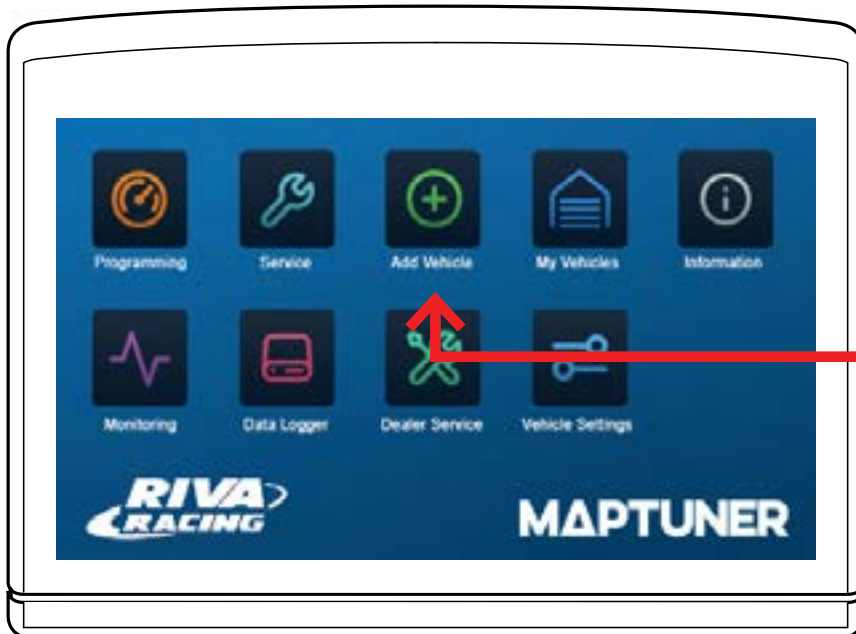 Programming Service Add Vehicle My Vehicles Information
Monitoring Data Logger Dealer Service Vehicle Settings
RIVA MAPTUNER
RACING